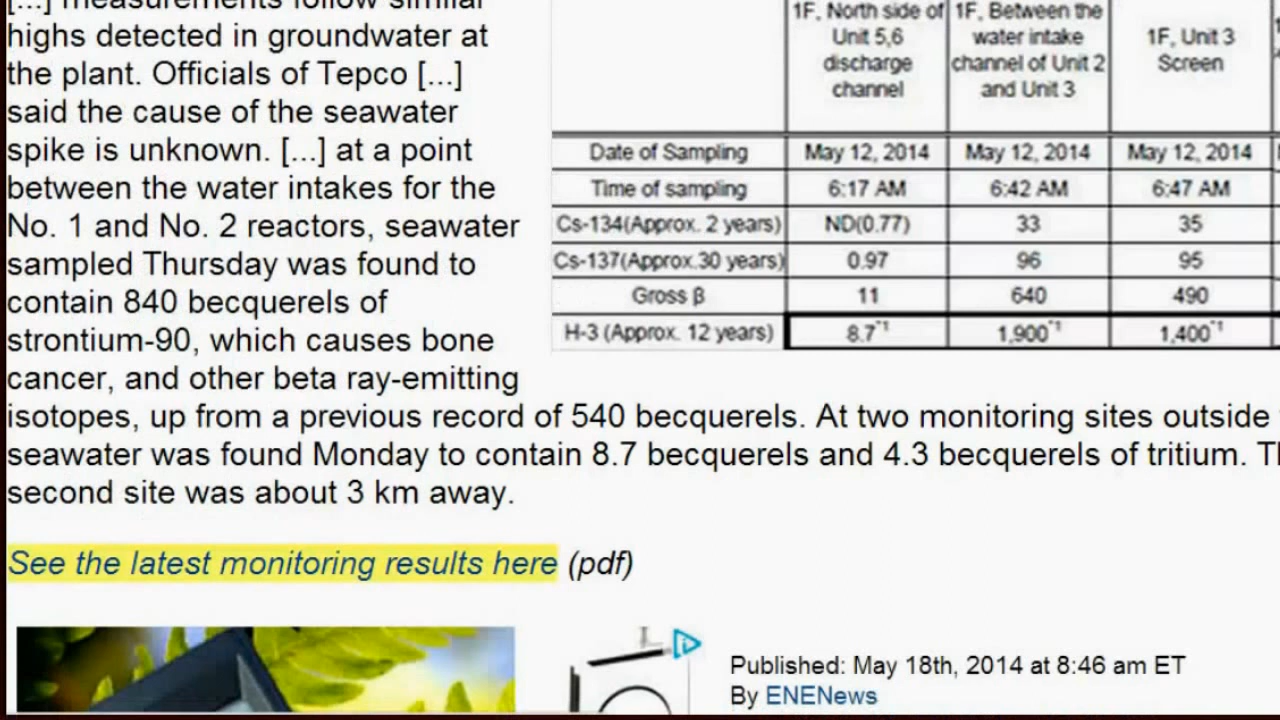 [...] measurements follow similar
highs detected in groundwater at
the plant. Officials of Tepco [...]
said the cause of the seawater
spike is unknown. [...] at a point
between the water intakes for the
No. 1 and No. 2 reactors, seawater
sampled Thursday was found to
contain 840 becquerels of
strontium-90, which causes bone
cancer, and other beta ray-emitting
isotopes, up from a previous record of 540 becquerels. At two monitoring sites outside
seawater was found Monday to contain 8.7 becquerels and 4.3 becquerels of tritium.
second site was about 3 km away.
1F, North side of Unit 5,6 discharge channel 1F, Between the water intake channel of Unit 2 and Unit 3 1F, Unit 3 Screen
Date of Sampling May 12, 2014 May 12, 2014 May 12, 2014
Time of sampling 6:17 AM 6:42 AM 6:47 AM
Cs-134(Approx. 2 years) ND(0.77) 33 35
Cs-137(Approx.30 years) 0.97 96 95
Gross β 11 640 490
H-3 (Approx. 12 years) 8.7*1 1,900*1 1,400*1
See the latest monitoring results here (pdf)
Published: May 18th, 2014 at 8:46 am ET
By ENENews